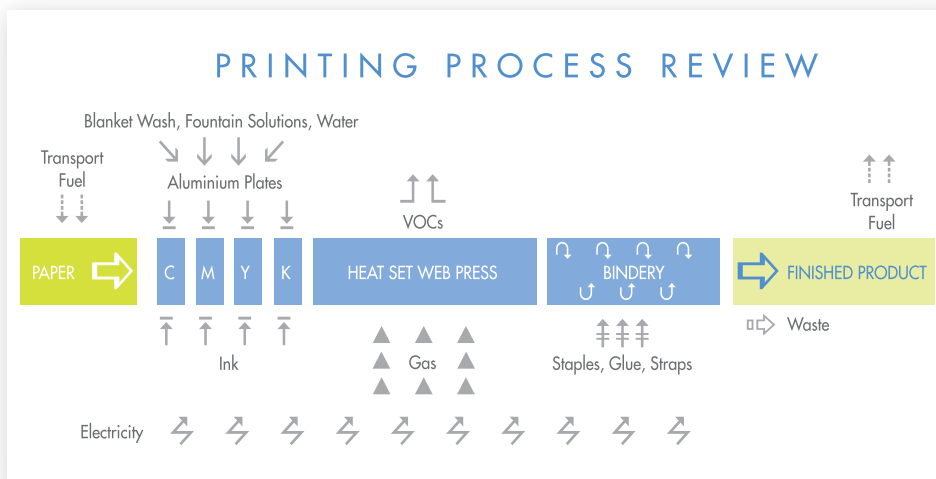 PRINTING PROCESS REVIEW
Blanket Wash, Fountain Solutions, Water
Transport
Fuel
Aluminium Plates
VOCs
Transport
Fuel
PAPER
C
M
Y
K
HEAT SET WEB PRESS
BINDERY
FINISHED PRODUCT
Waste
Ink
Gas
Staples, Glue, Straps
Electricity